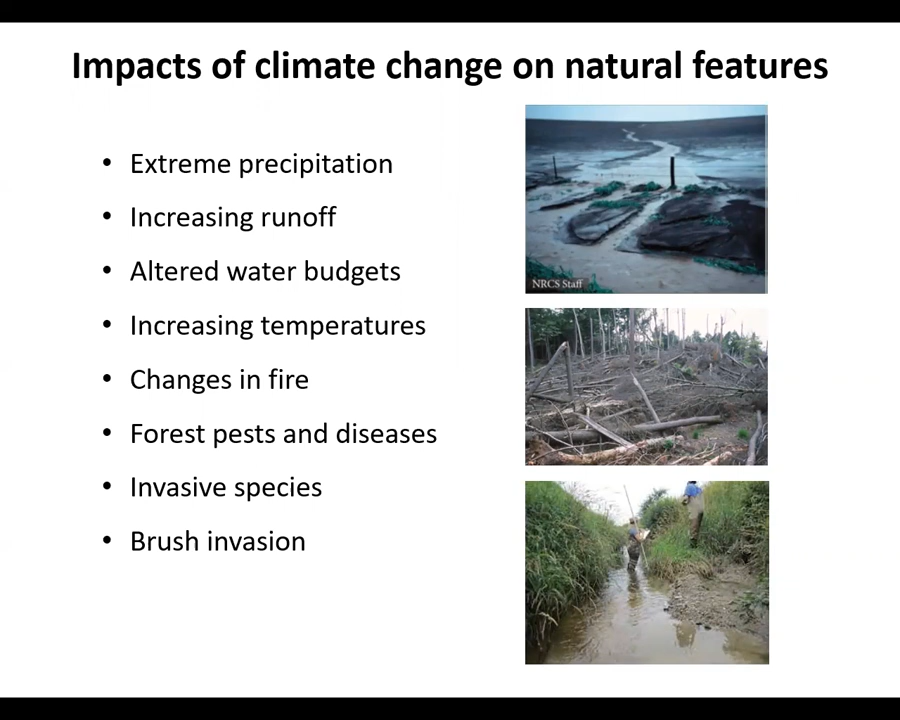 Impacts of climate change on natural features
• Extreme precipitation
• Increasing runoff
• Altered water budgets
• Increasing temperatures
• Changes in fire
• Forest pests and diseases
• Invasive species
• Brush invasion
NRCS Staff